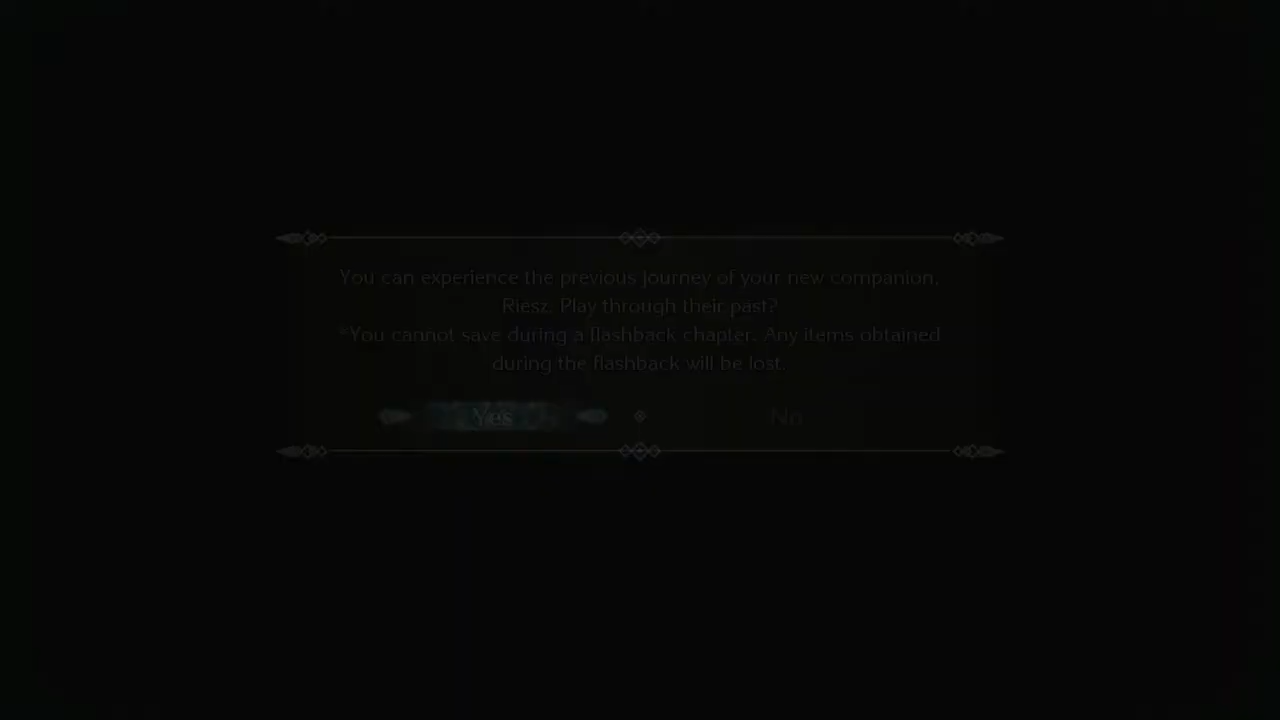 You can experience the previous journey of your new companion,
Riesz. Play through their past?
*You cannot save during a flashback chapter. Any items obtained
during the flashback will be lost.
Yes No